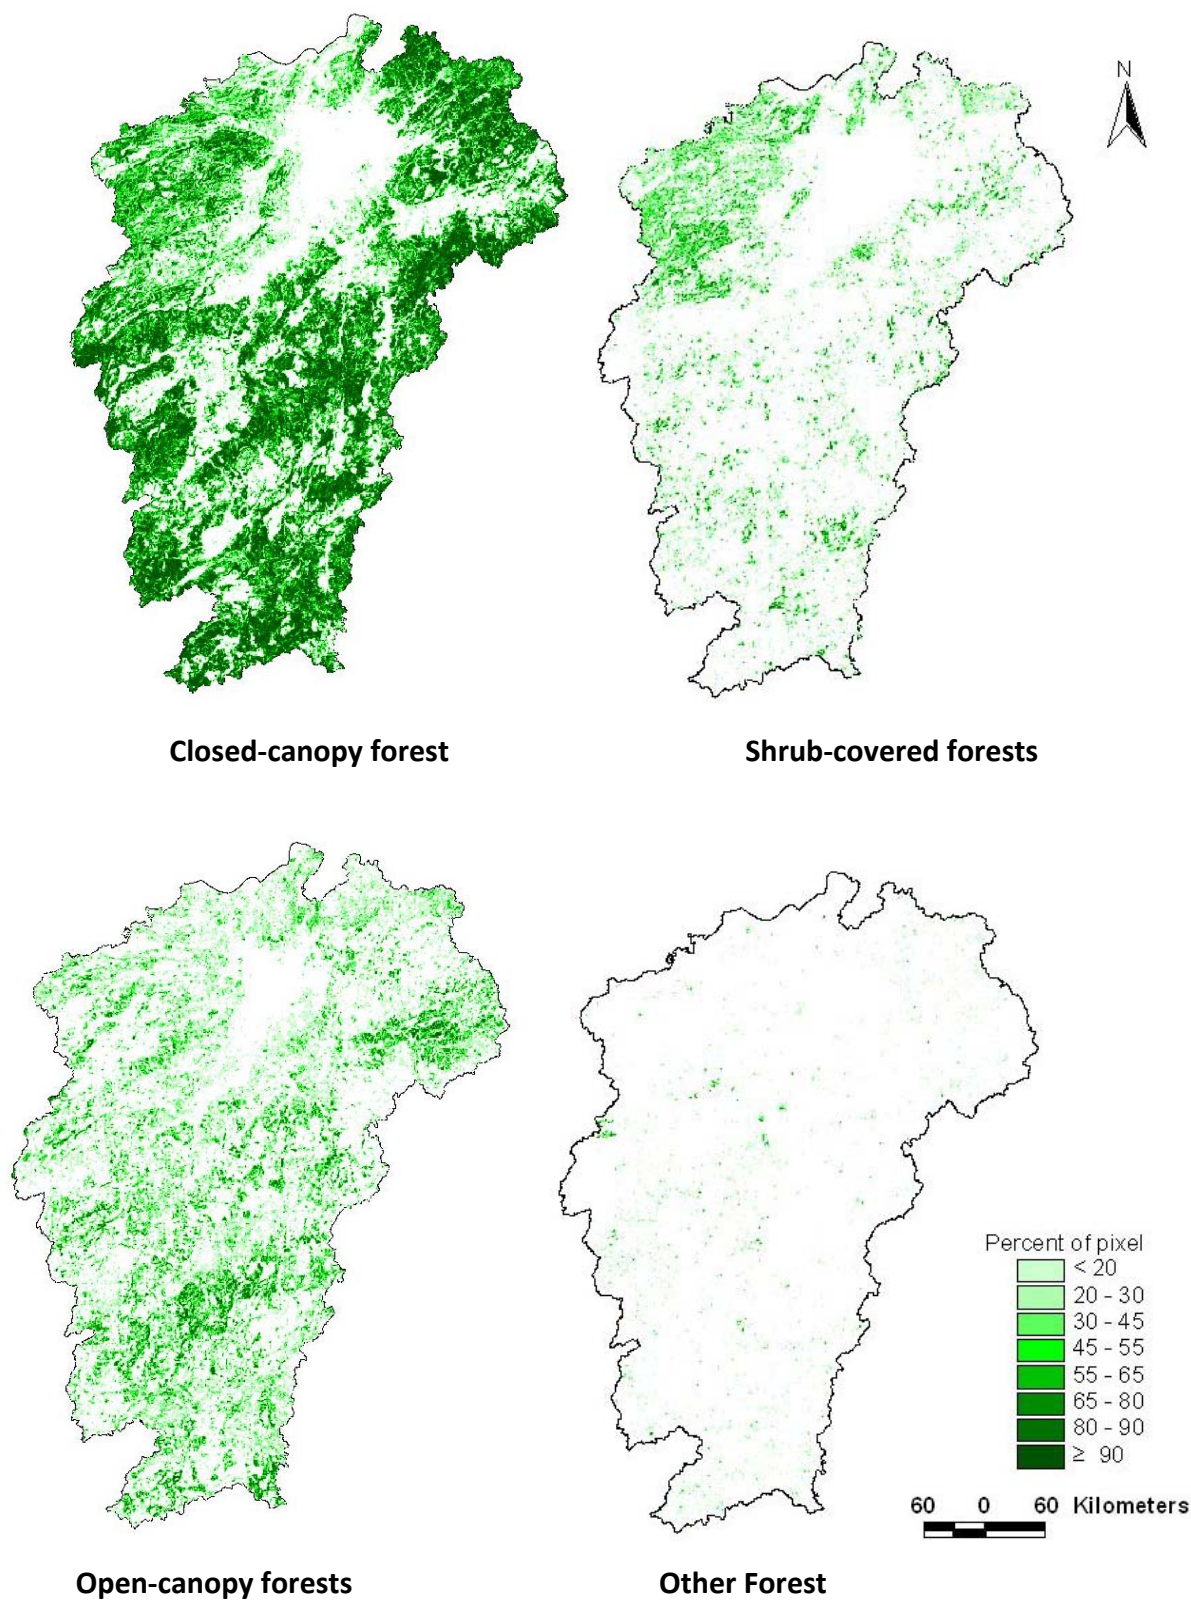 N
Closed-canopy forest
Shrub-covered forests
Percent of pixel
< 20
20 - 30
30 - 45
45 - 55
55 - 65
65 - 80
80 - 90
≥ 90
60 0 60 Kilometers
Open-canopy forests
Other Forest